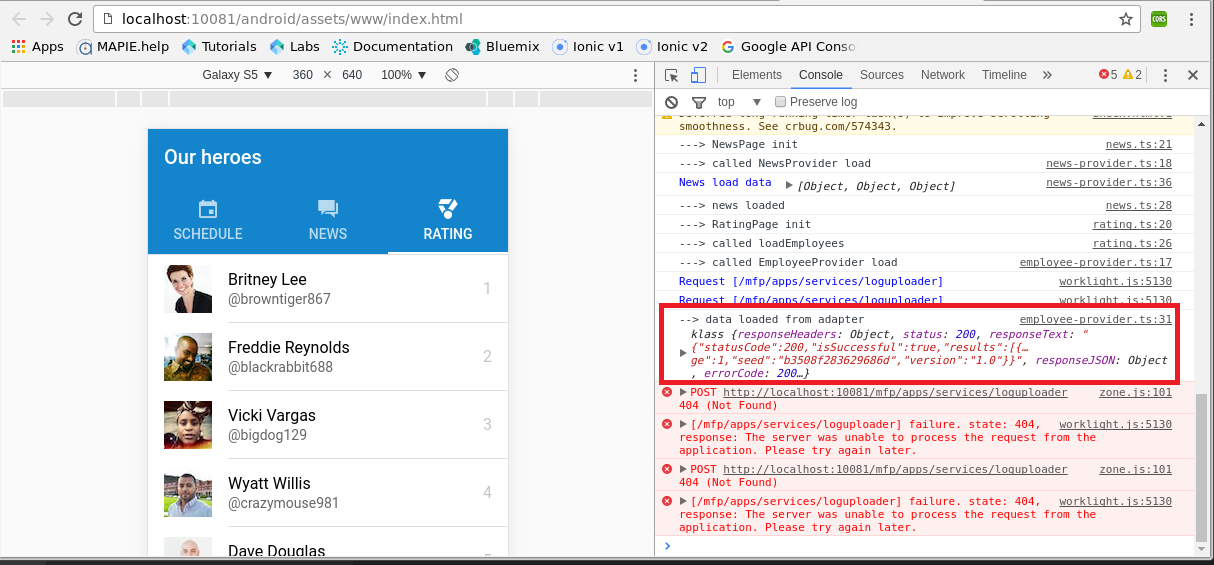 localhost:10081/android/assets/www/index.html
CORS
Apps MAPIE.help Tutorials Labs Documentation Bluemix Ionic v1 Ionic v2 Google API Conso
Galaxy S5 ▼ 360 × 640 100% ▼
Elements Console Sources Network Timeline » 5 2
top ▼ Preserve log
smoothness. See crbug.com/574343.
---> NewsPage init news.ts:21
---> called NewsProvider load news-provider.ts:18
News load data ▶ [Object, Object, Object] news-provider.ts:36
---> news loaded news.ts:28
---> RatingPage init rating.ts:20
---> called loadEmployees rating.ts:26
---> called EmployeeProvider load employee-provider.ts:17
Request [/mfp/apps/services/loguploader] worklight.js:5130
Request [/mfp/apps/services/loguploader] worklight.js:5130
--> data loaded from adapter employee-provider.ts:31
klass {responseHeaders: Object, status: 200, responseText: "
{"statusCode":200,"isSuccessful":true,"results":[{…
ge":1,"seed":"b3508f283629686d","version":"1.0"}}", responseJSON: Object
, errorCode: 200…}
▶ POST http://localhost:10081/mfp/apps/services/loguploader zone.js:101
404 (Not Found)
▶ [/mfp/apps/services/loguploader] failure. state: 404, worklight.js:5130
response: The server was unable to process the request from the
application. Please try again later.
▶ POST http://localhost:10081/mfp/apps/services/loguploader zone.js:101
404 (Not Found)
▶ [/mfp/apps/services/loguploader] failure. state: 404, worklight.js:5130
response: The server was unable to process the request from the
application. Please try again later.
>
Our heroes
SCHEDULE NEWS RATING
Britney Lee
@browntiger867
1
Freddie Reynolds
@blackrabbit688
2
Vicki Vargas
@bigdog129
3
Wyatt Willis
@crazymouse981
4
Dave Douglas